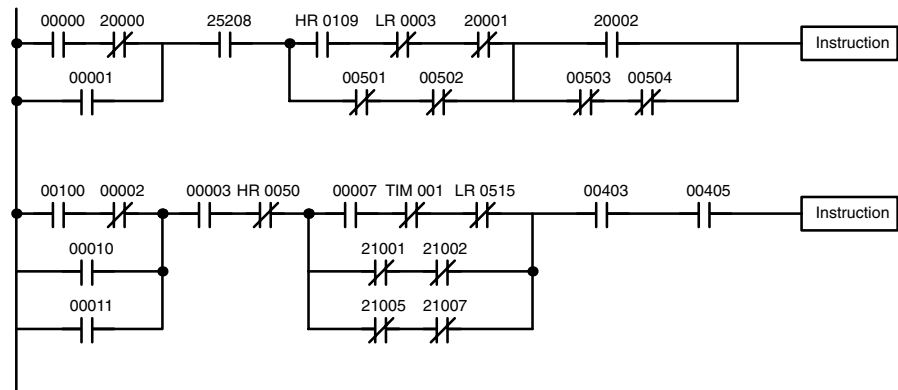 00000 20000 25208 HR 0109 LR 0003 20001 20002
Instruction
00001 00501 00502 00503 00504
00100 00002 00003 HR 0050 00007 TIM 001 LR 0515 00403 00405
Instruction
00010 21001 21002
00011 21005 21007